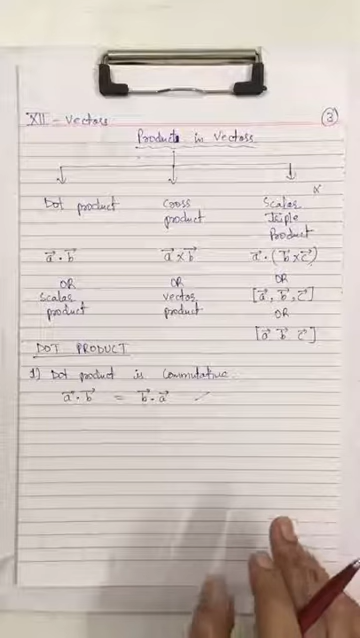 XII - Vectors ③
Products in Vectors
Dot product Cross product Scalar Triple Product
a⃗ · b⃗ a⃗ × b⃗ a⃗ · (b⃗ × c⃗)
OR OR OR
Scalar product Vector product [a⃗, b⃗, c⃗]
OR
[a⃗ b⃗ c⃗]
DOT PRODUCT
1) Dot product is Commutative.
a⃗ · b⃗ = b⃗ · a⃗ ✓